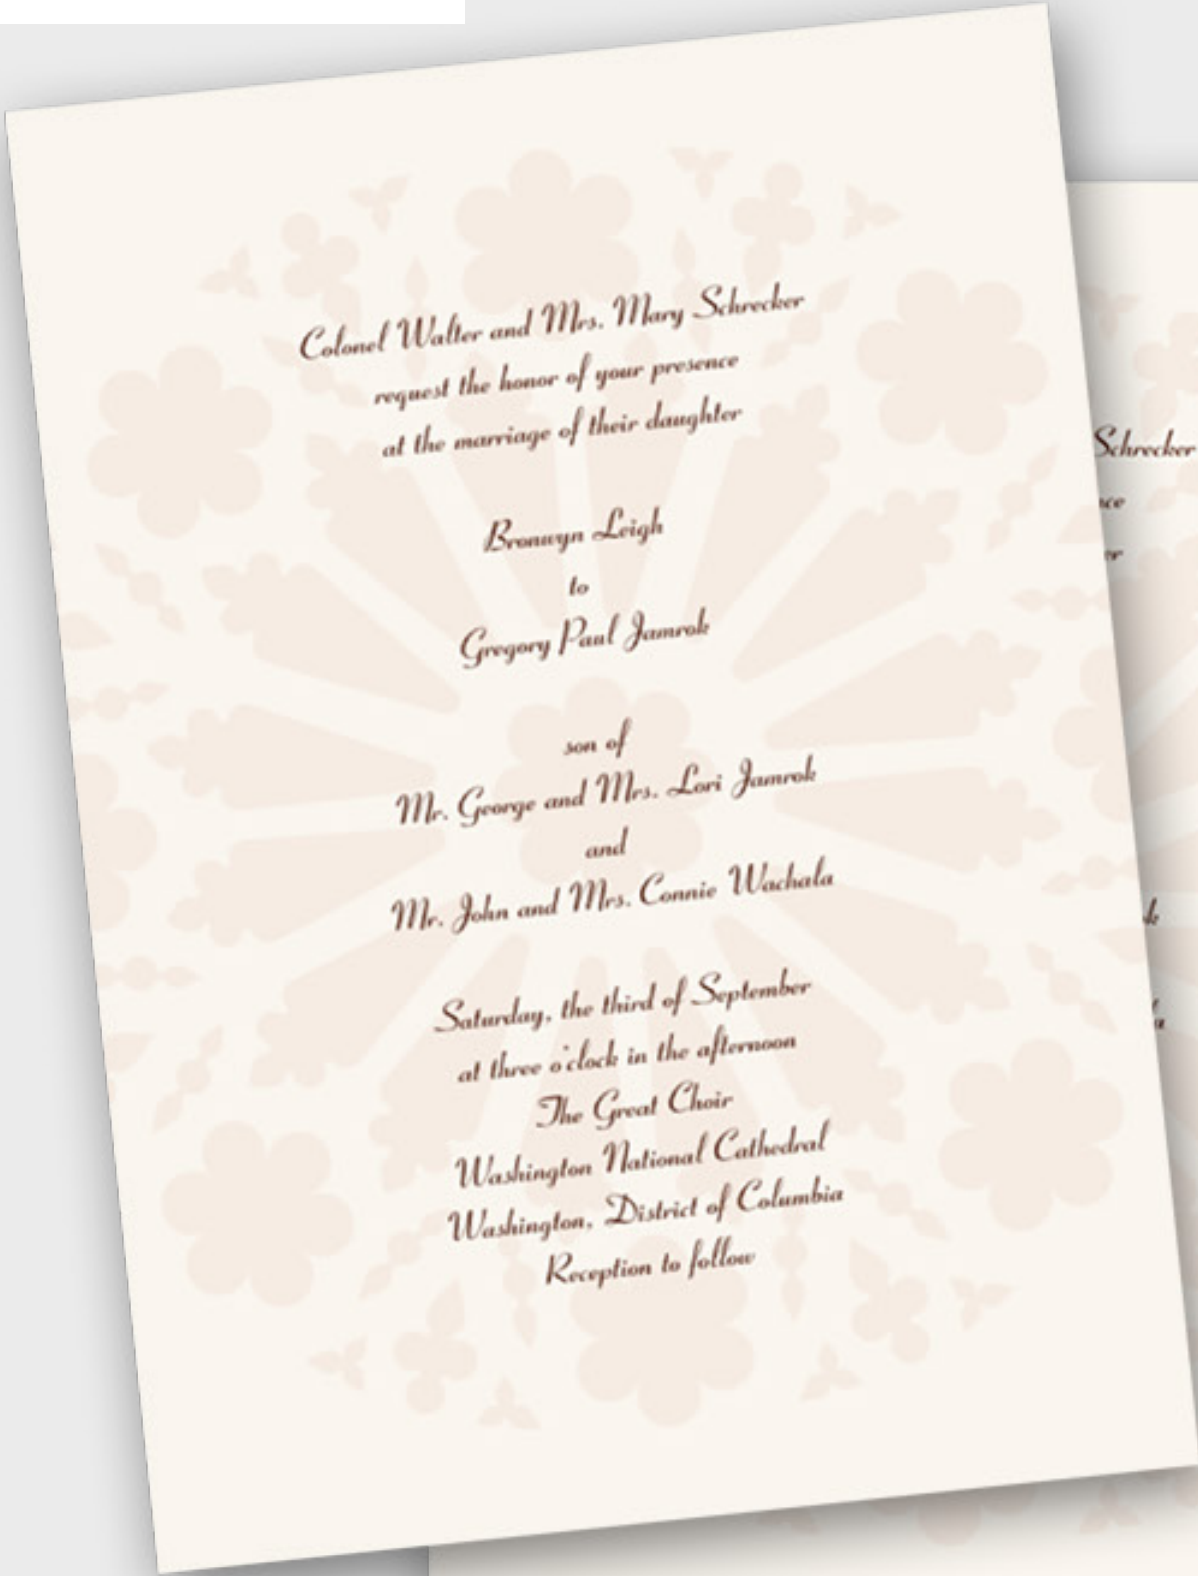 Colonel Walter and Mrs. Mary Schrecker
request the honor of your presence
at the marriage of their daughter
Bronwyn Leigh
to
Gregory Paul Jamrok
son of
Mr. George and Mrs. Lori Jamrok
and
Mr. John and Mrs. Connie Wachala
Saturday, the third of September
at three o'clock in the afternoon
The Great Choir
Washington National Cathedral
Washington, District of Columbia
Reception to follow
Schrecker